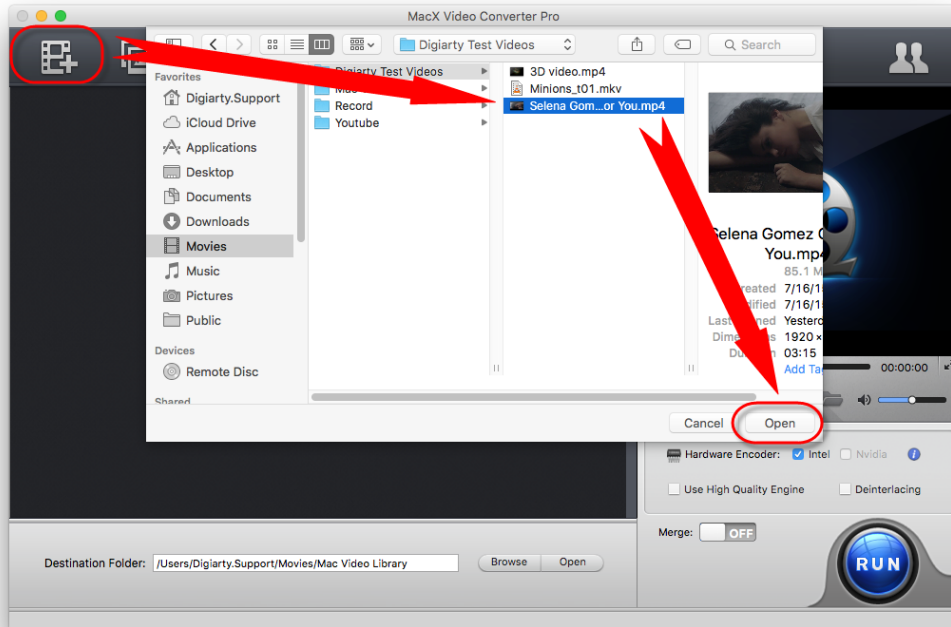 MacX Video Converter Pro
Digiarty Test Videos
Search
Favorites
Digiarty.Support
iCloud Drive
Applications
Desktop
Documents
Downloads
Movies
Music
Pictures
Public
Devices
Remote Disc
Shared
Digiarty Test Videos
Record
Youtube
3D video.mp4
Minions_t01.mkv
Selena Gom...or You.mp4
Selena Gomez
You.mp4
85.1 M
7/16/1
7/16/1
Yesterd
1920 ×
03:15
Add Tag
Cancel
Open
00:00:00
Hardware Encoder:
Intel
Nvidia
Use High Quality Engine
Deinterlacing
Merge:
OFF
RUN
Destination Folder:
/Users/Digiarty.Support/Movies/Mac Video Library
Browse
Open